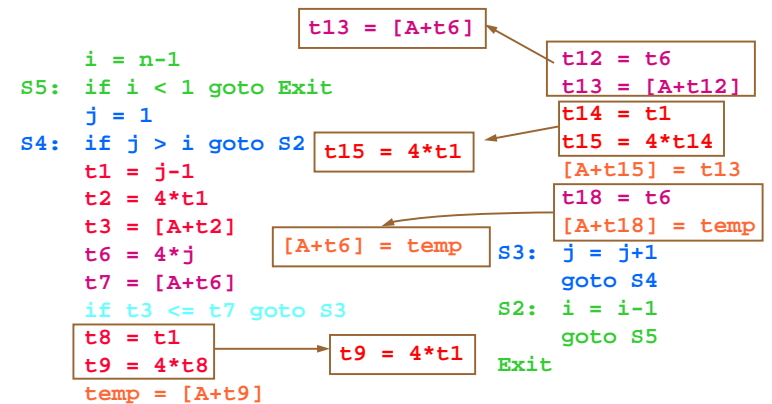 i = n-1
S5: if i < 1 goto Exit
j = 1
S4: if j > i goto S2
t1 = j-1
t2 = 4*t1
t3 = [A+t2]
t6 = 4*j
t7 = [A+t6]
if t3 <= t7 goto S3
t8 = t1
t9 = 4*t8
temp = [A+t9]
t13 = [A+t6]
t15 = 4*t1
[A+t6] = temp
t9 = 4*t1
t12 = t6
t13 = [A+t12]
t14 = t1
t15 = 4*t14
[A+t15] = t13
t18 = t6
[A+t18] = temp
S3: j = j+1
goto S4
S2: i = i-1
goto S5
Exit